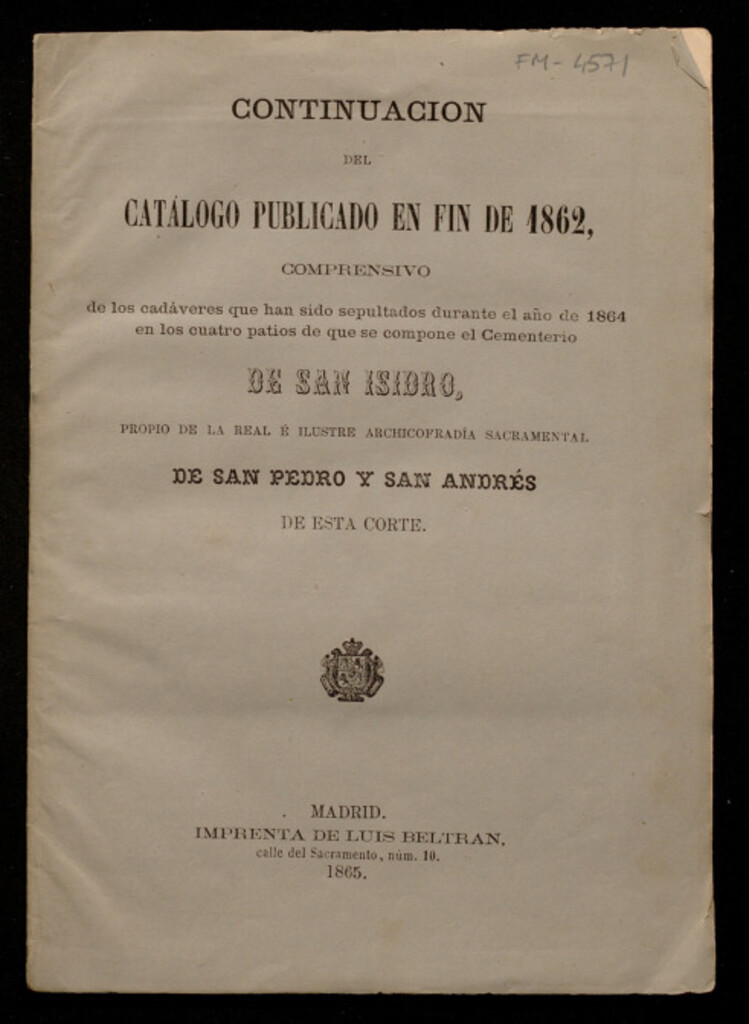 FM-4571
CONTINUACION
DEL
CATÁLOGO PUBLICADO EN FIN DE 1862,
COMPRENSIVO
de los cadáveres que han sido sepultados durante el año de 1864
en los cuatro patios de que se compone el Cementerio
DE SAN ISIDRO,
PROPIO DE LA REAL É ILUSTRE ARCHICOFRADÍA SACRAMENTAL
DE SAN PEDRO Y SAN ANDRÉS
DE ESTA CORTE.
MADRID.
IMPRENTA DE LUIS BELTRAN,
calle del Sacramento, núm. 10.
1865.